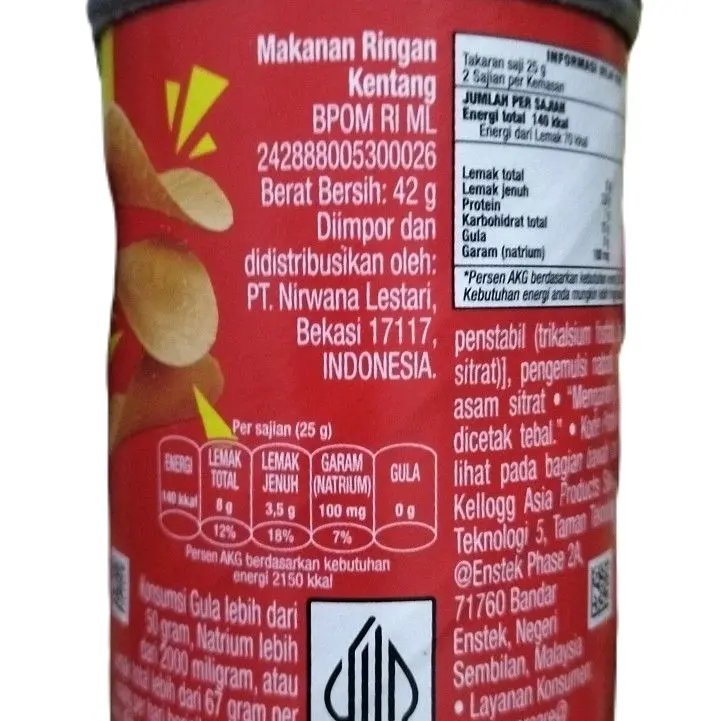 Makanan Ringan
Kentang
BPOM RI ML
242888005300026
Berat Bersih: 42 g
Diimpor dan
didistribusikan oleh:
PT. Nirwana Lestari,
Bekasi 17117,
INDONESIA.
Per sajian (25 g)
ENERGI
140 kkal
LEMAK
TOTAL
8 g
12%
LEMAK
JENUH
3,5 g
18%
GARAM
(NATRIUM)
100 mg
7%
GULA
0 g
Persen AKG berdasarkan kebutuhan
energi 2150 kkal
Konsumsi Gula lebih dari
50 gram, Natrium lebih
dari 2000 miligram, atau
lebih dari 67 gram per
INFORMASI
Takaran saji 25 g
2 Sajian per Kemasan
JUMLAH PER SAJIAN
Energi total 140 kkal
Energi dari Lemak 70 kkal
Lemak total
Lemak jenuh
Protein
Karbohidrat total
Gula
Garam (natrium)
*Persen AKG berdasarkan kebutuhan
Kebutuhan energi anda mungkin
penstabil (trikalsium
sitrat)], pengemulsi
asam sitrat •
dicetak tebal." •
lihat pada bagian
Kellogg Asia Products
Teknologi 5, Taman
@Enstek Phase 2A,
71760 Bandar
Enstek, Negeri
Sembilan, Malaysia
• Layanan Konsumen: